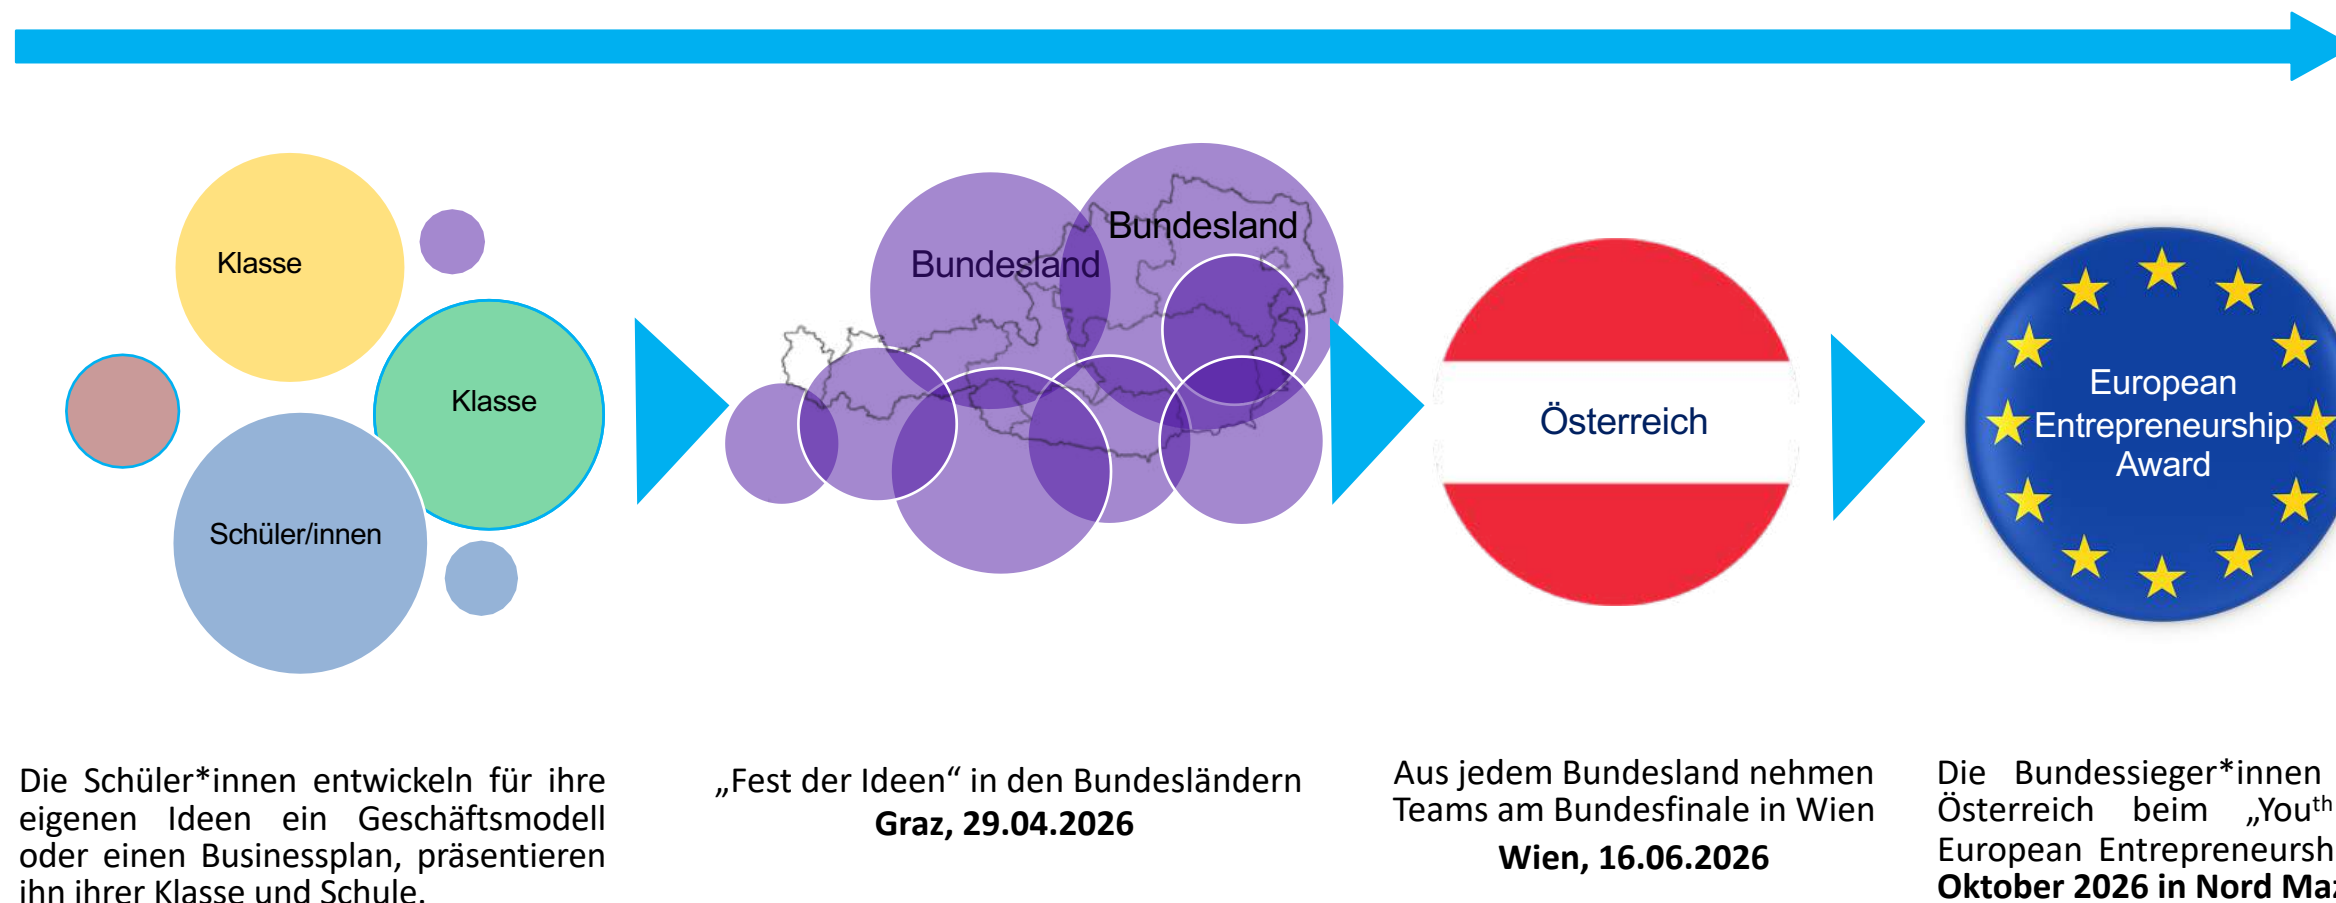 Klasse
Klasse
Schüler/innen
Bundesland
Bundesland
Österreich
European
Entrepreneurship
Award
Die Schüler*innen entwickeln für ihre
eigenen Ideen ein Geschäftsmodell
oder einen Businessplan, präsentieren
ihn ihrer Klasse und Schule.
„Fest der Ideen“ in den Bundesländern
Graz, 29.04.2026
Aus jedem Bundesland nehmen
Teams am Bundesfinale in Wien
Wien, 16.06.2026
Die Bundessieger*innen
Österreich beim „Youth
European
Oktober 2026 in Nord